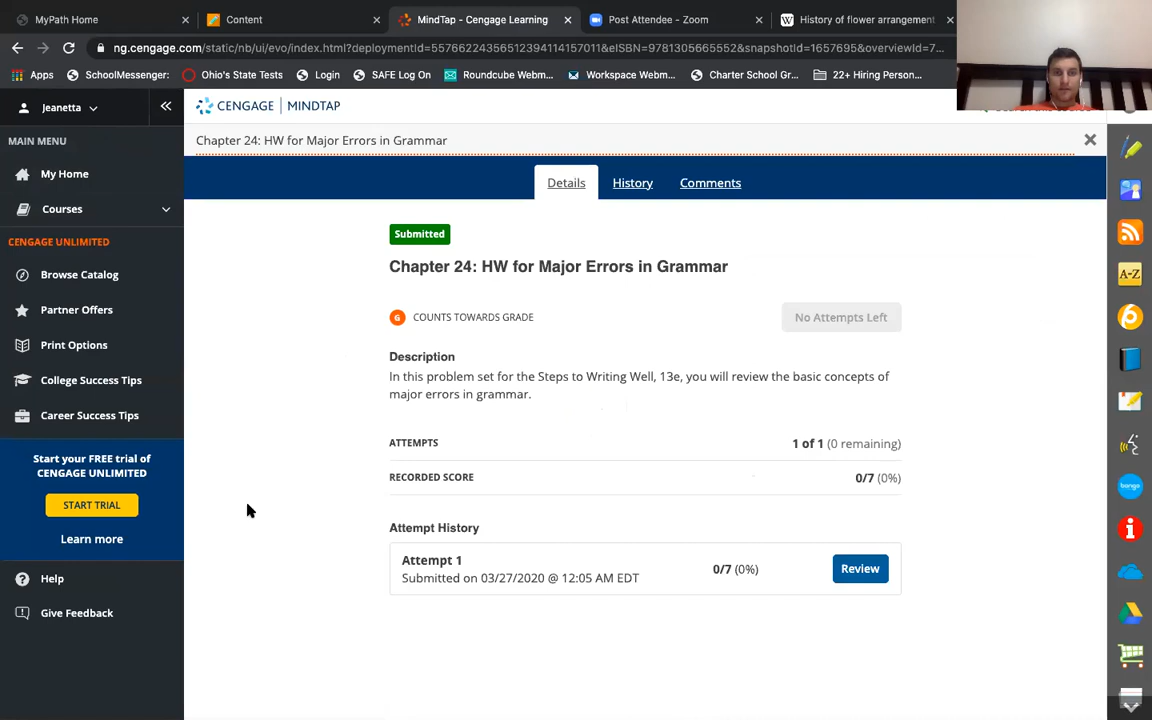 MyPath Home
Content
MindTap - Cengage Learning
Post Attendee - Zoom
History of flower arrangement
ng.cengage.com/static/nb/ui/evo/index.html?deploymentId=5576622435651239411415701​1&eISBN=9781305665552&snapshotId=1657695&overviewId=7...
Apps
SchoolMessenger:
Ohio's State Tests
Login
SAFE Log On
Roundcube Webm...
Workspace Webm...
Charter School Gr...
22+ Hiring Person...
Jeanetta
CENGAGE | MINDTAP
MAIN MENU
Chapter 24: HW for Major Errors in Grammar
My Home
Courses
Details
History
Comments
CENGAGE UNLIMITED
Browse Catalog
Partner Offers
Print Options
College Success Tips
Career Success Tips
Start your FREE trial of
CENGAGE UNLIMITED
START TRIAL
Learn more
Help
Give Feedback
Submitted
Chapter 24: HW for Major Errors in Grammar
G COUNTS TOWARDS GRADE
No Attempts Left
Description
In this problem set for the Steps to Writing Well, 13e, you will review the basic concepts of
major errors in grammar.
ATTEMPTS
1 of 1 (0 remaining)
RECORDED SCORE
0/7 (0%)
Attempt History
Attempt 1
Submitted on 03/27/2020 @ 12:05 AM EDT
0/7 (0%)
Review
A-Z
bongo